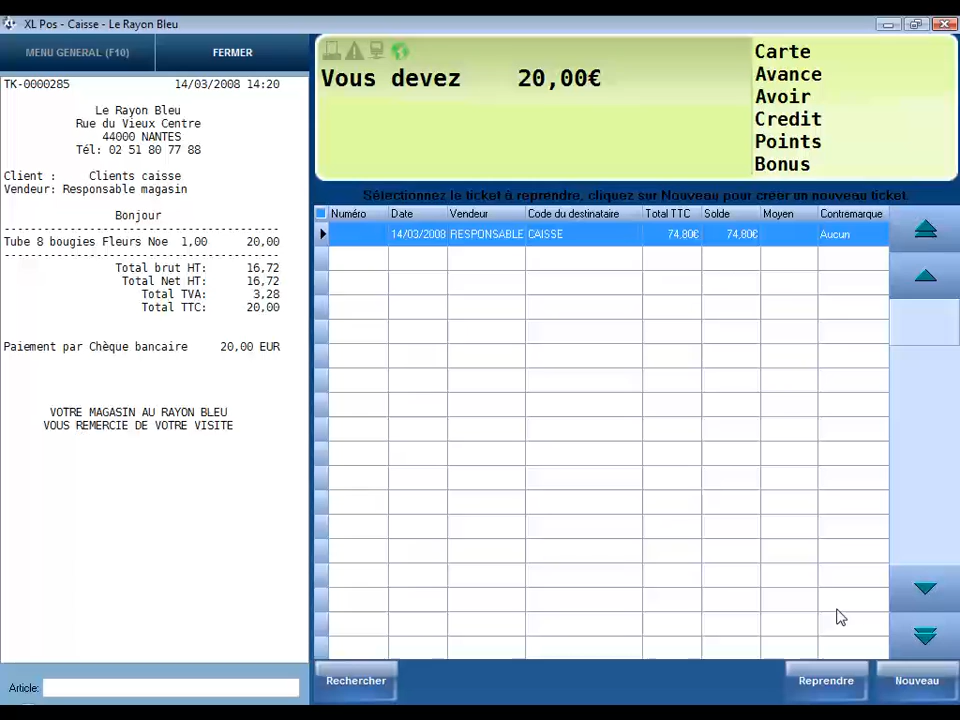 XL Pos - Caisse - Le Rayon Bleu
MENU GENERAL (F10)
FERMER
TK-0000285 14/03/2008 14:20
Le Rayon Bleu
Rue du Vieux Centre
44000 NANTES
Tél: 02 51 80 77 88
Client : Clients caisse
Vendeur: Responsable magasin
Bonjour
Tube 8 bougies Fleurs Noe 1,00 20,00
Total brut HT: 16,72
Total Net HT: 16,72
Total TVA: 3,28
Total TTC: 20,00
Paiement par Chèque bancaire 20,00 EUR
VOTRE MAGASIN AU RAYON BLEU
VOUS REMERCIE DE VOTRE VISITE
Article:
Vous devez 20,00€
Carte
Avance
Avoir
Credit
Points
Bonus
Sélectionnez le ticket à reprendre, cliquez sur Nouveau pour créer un nouveau ticket.
Numéro Date Vendeur Code du destinataire Total TTC Solde Moyen Contremarque
14/03/2008 RESPONSABLE CAISSE 74,80€ 74,80€ Aucun
Rechercher
Reprendre
Nouveau